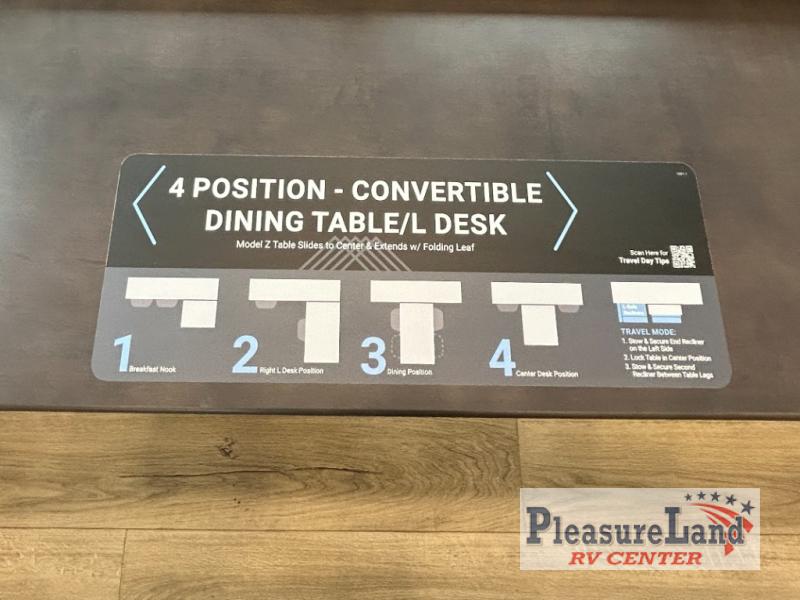 4 POSITION - CONVERTIBLE
DINING TABLE/L DESK
Model Z Table Slides to Center & Extends w/ Folding Leaf
Scan Here for
Travel Day Tips
1 Breakfast Nook
2 Right L Desk Position
3 Dining Position
4 Center Desk Position
TRAVEL MODE:
1. Stow & Secure End Recliner
on the Left Side
2. Lock Table in Center Position
3. Stow & Secure Second
Recliner Between Table Legs
PLEASURELAND
RV CENTER